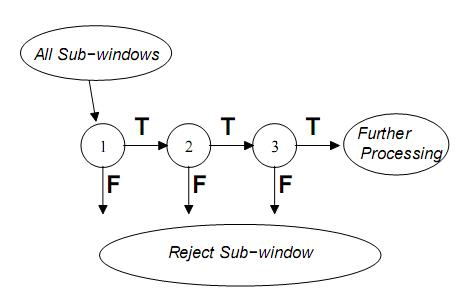 All Sub−windows
T T T
1 2 3
Further
Processing
F F F
Reject Sub−window